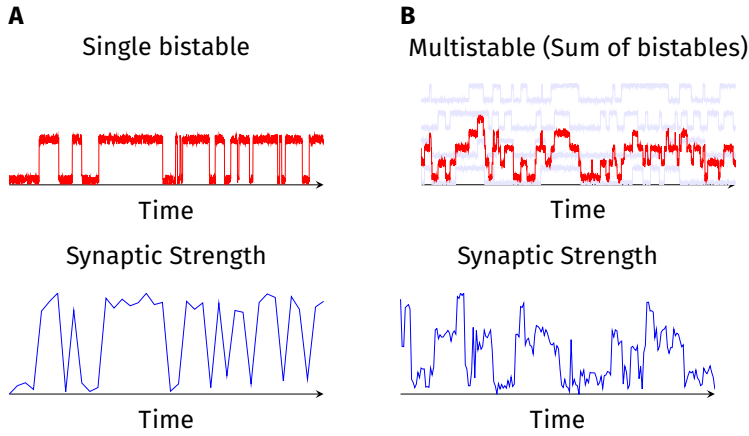 A
Single bistable
Time
Synaptic Strength
Time
B
Multistable (Sum of bistables)
Time
Synaptic Strength
Time